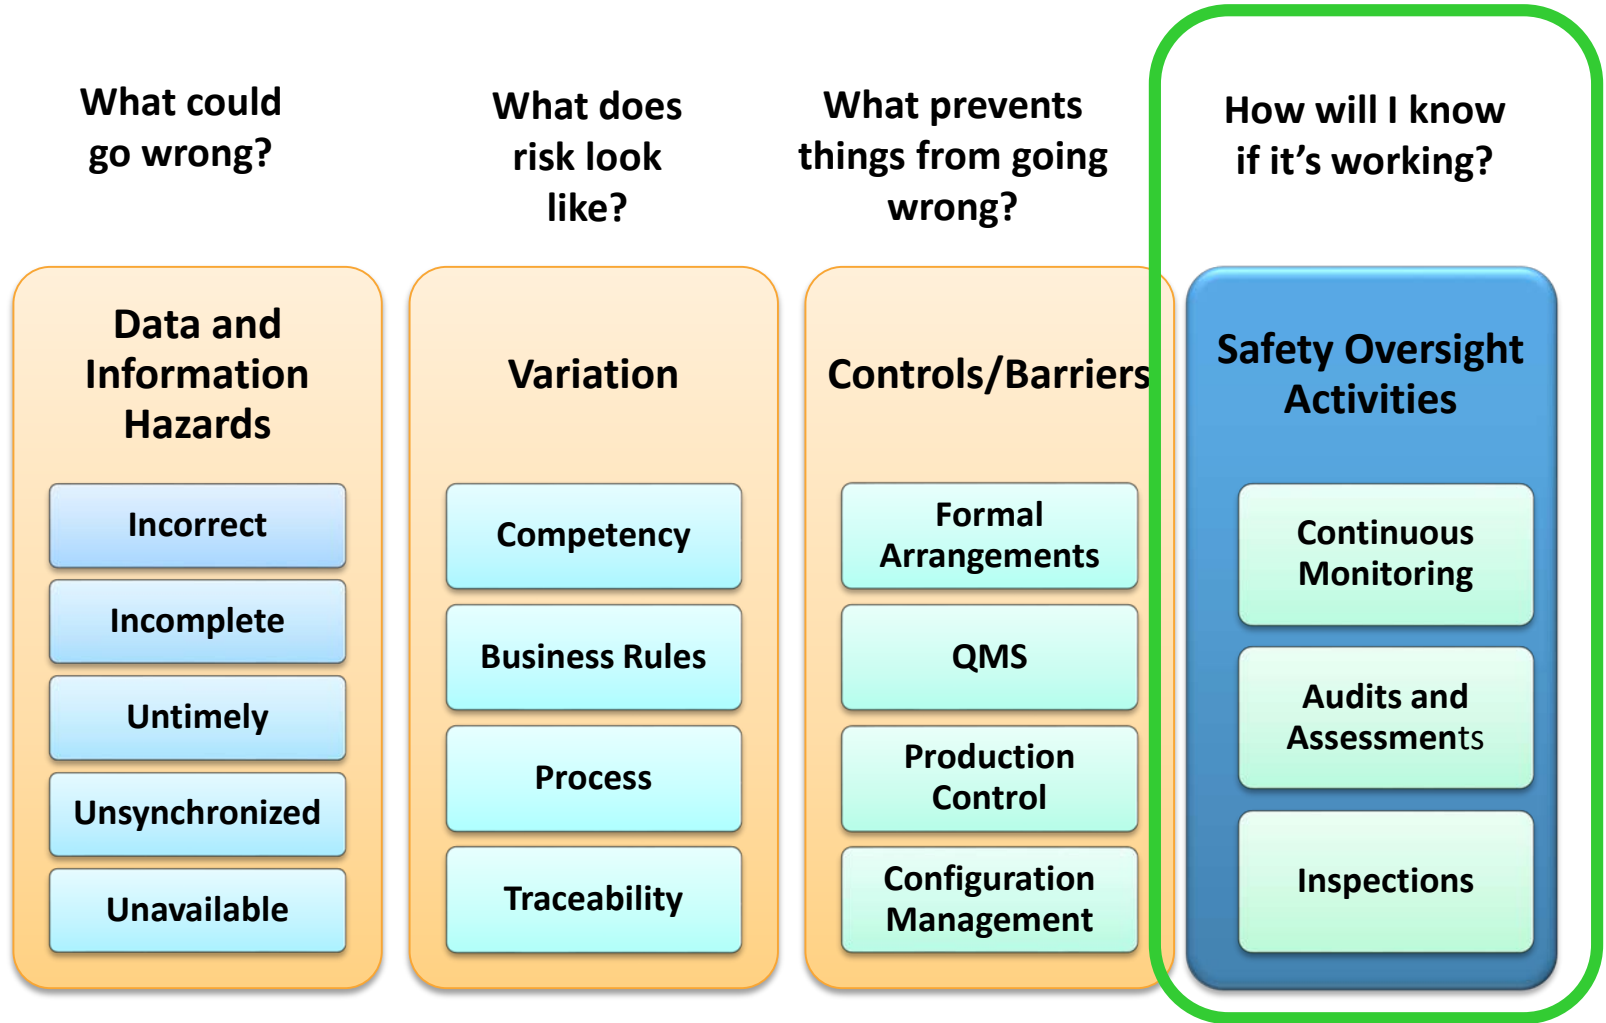 What could
go wrong?
What does
risk look
like?
What prevents
things from going
wrong?
How will I know
if it’s working?
Data and
Information
Hazards
Incorrect
Incomplete
Untimely
Unsynchronized
Unavailable
Variation
Competency
Business Rules
Process
Traceability
Controls/Barriers
Formal
Arrangements
QMS
Production
Control
Configuration
Management
Safety Oversight
Activities
Continuous
Monitoring
Audits and
Assessments
Inspections